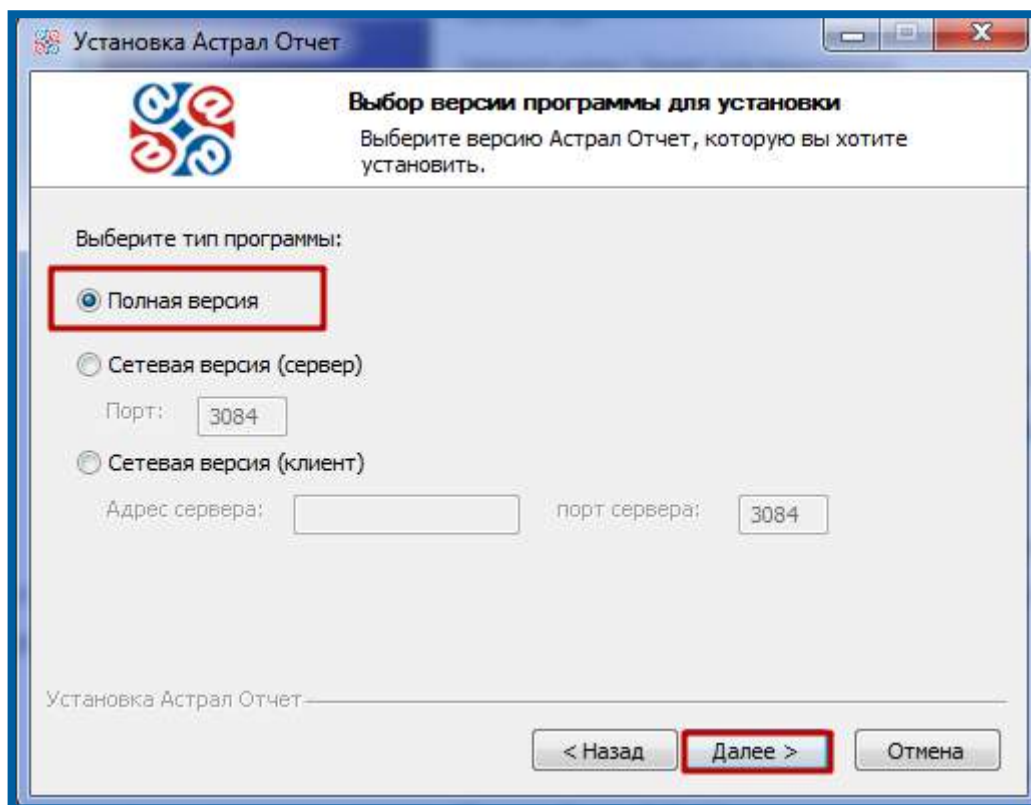 Установка Астрал Отчет
Выбор версии программы для установки
Выберите версию Астрал Отчет, которую вы хотите
установить.
Выберите тип программы:
Полная версия
Сетевая версия (сервер)
Порт: 3084
Сетевая версия (клиент)
Адрес сервера: порт сервера: 3084
Установка Астрал Отчет
< Назад Далее > Отмена